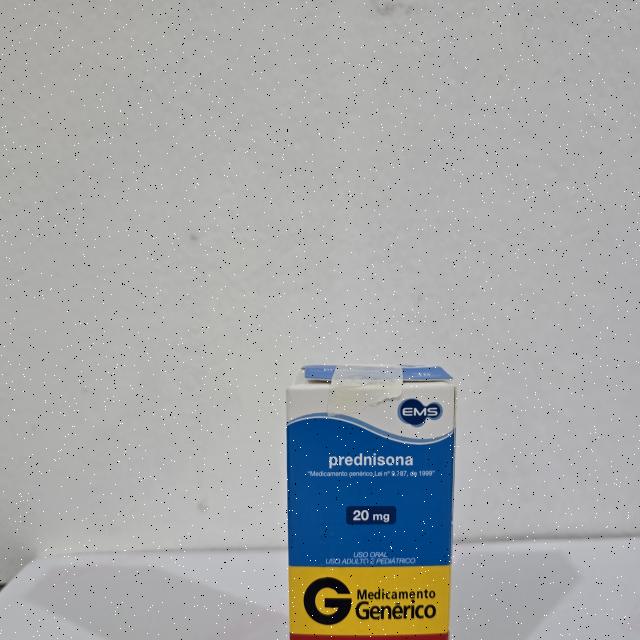 EMS
prednisona
"Medicamento genérico, Lei nº 9.787, de 1999"
20 mg
USO ORAL
USO ADULTO E PEDIÁTRICO
G Medicamento
Genérico